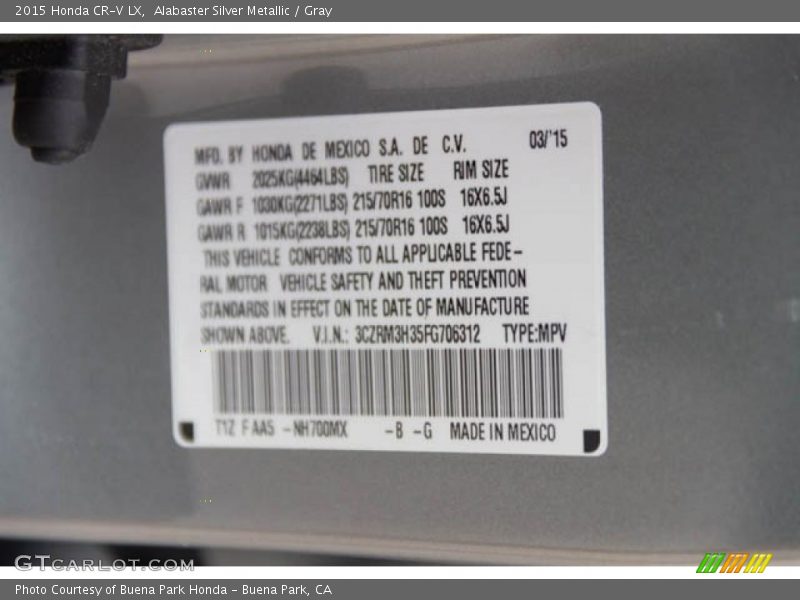 2015 Honda CR-V LX, Alabaster Silver Metallic / Gray
MFD. BY HONDA DE MEXICO S.A. DE C.V. 03/'15
GVWR 2025KG(4464LBS) TIRE SIZE RIM SIZE
GAWR F 1030KG(2271LBS) 215/70R16 100S 16X6.5J
GAWR R 1015KG(2238LBS) 215/70R16 100S 16X6.5J
THIS VEHICLE CONFORMS TO ALL APPLICABLE FEDE-
RAL MOTOR VEHICLE SAFETY AND THEFT PREVENTION
STANDARDS IN EFFECT ON THE DATE OF MANUFACTURE
SHOWN ABOVE. V.I.N.: 3CZRM3H35FG706312 TYPE:MPV
T1Z F AA5 -NH700MX -B -G MADE IN MEXICO
GTCARLOT.COM
Photo Courtesy of Buena Park Honda - Buena Park, CA